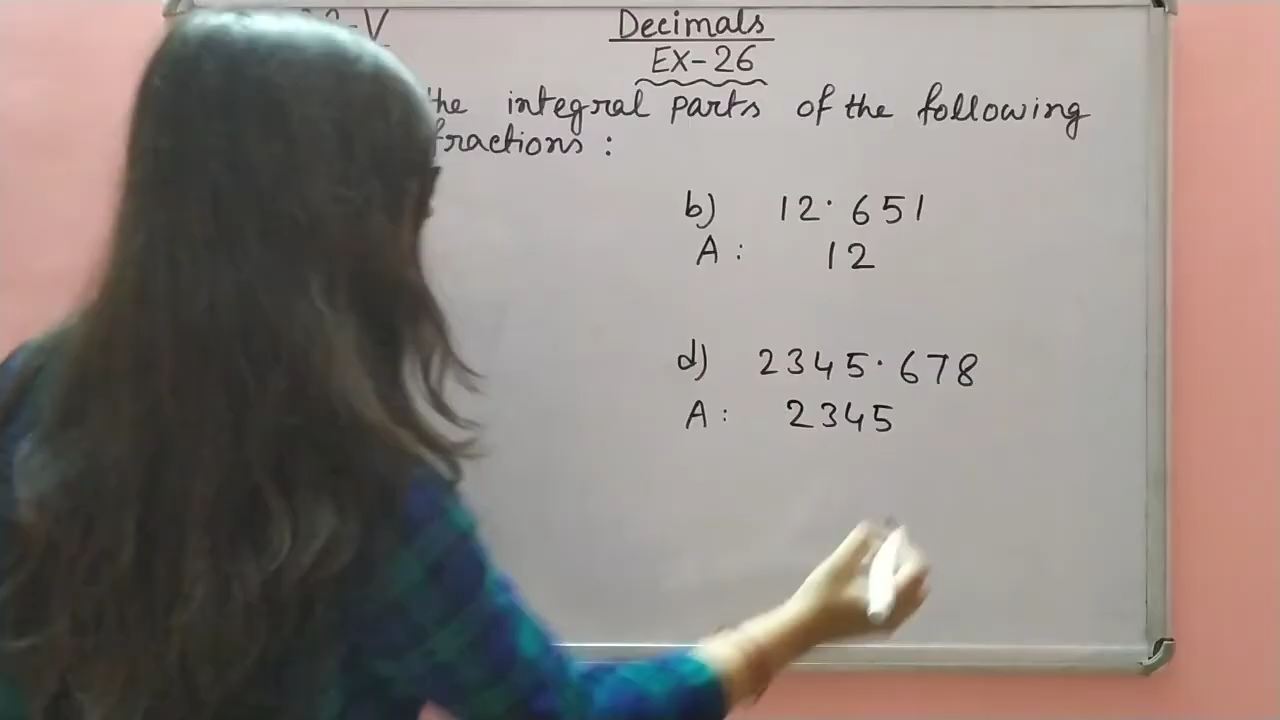 -V
Decimals
EX-26
the integral parts of the following
fractions :
b) 12.651
A : 12
d) 2345.678
A : 2345